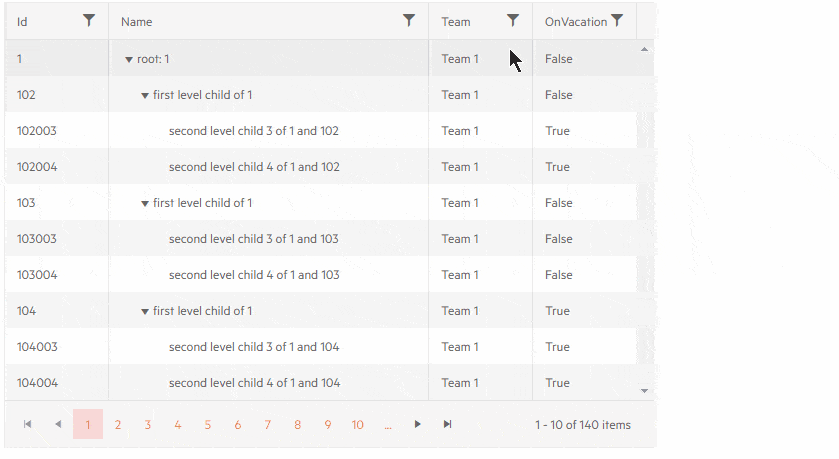 Id Name Team OnVacation
1 root: 1 Team 1 False
102 first level child of 1 Team 1 False
102003 second level child 3 of 1 and 102 Team 1 True
102004 second level child 4 of 1 and 102 Team 1 True
103 first level child of 1 Team 1 False
103003 second level child 3 of 1 and 103 Team 1 False
103004 second level child 4 of 1 and 103 Team 1 False
104 first level child of 1 Team 1 True
104003 second level child 3 of 1 and 104 Team 1 True
104004 second level child 4 of 1 and 104 Team 1 True
1 2 3 4 5 6 7 8 9 10 ... 1 - 10 of 140 items